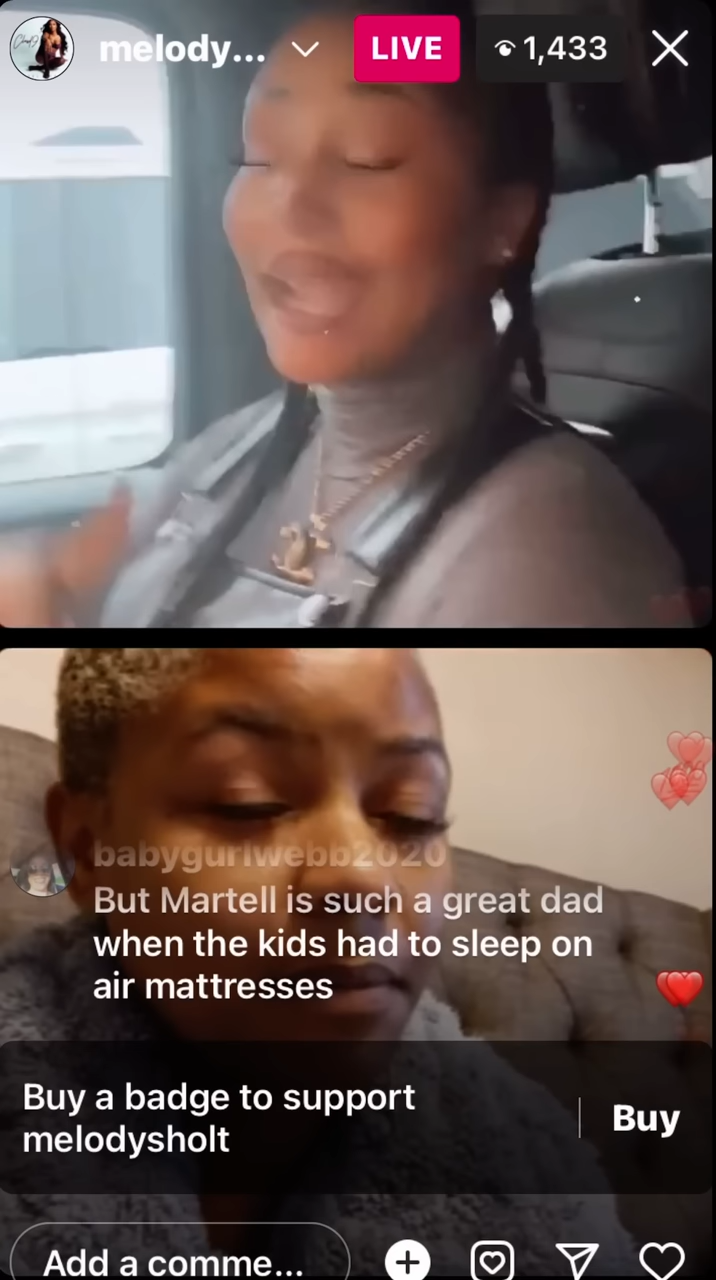 melody...
LIVE
1,433
babygurlwebb2020
But Martell is such a great dad
when the kids had to sleep on
air mattresses
Buy a badge to support
melodysholt
Buy
Add a comme...